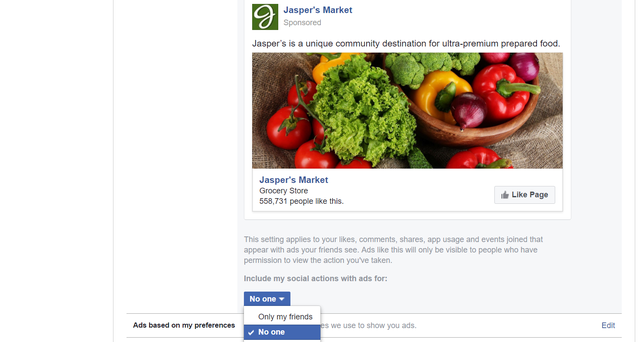 Jasper's Market
Sponsored
Jasper's is a unique community destination for ultra-premium prepared food.
Jasper's Market
Grocery Store
558,731 people like this.
Like Page
This setting applies to your likes, comments, shares, app usage and events joined that
appear with ads your friends see. Ads like this will only be visible to people who have
permission to view the action you've taken.
Include my social actions with ads for:
No one
Only my friends
No one
Ads based on my preferences
we use to show you ads.
Edit